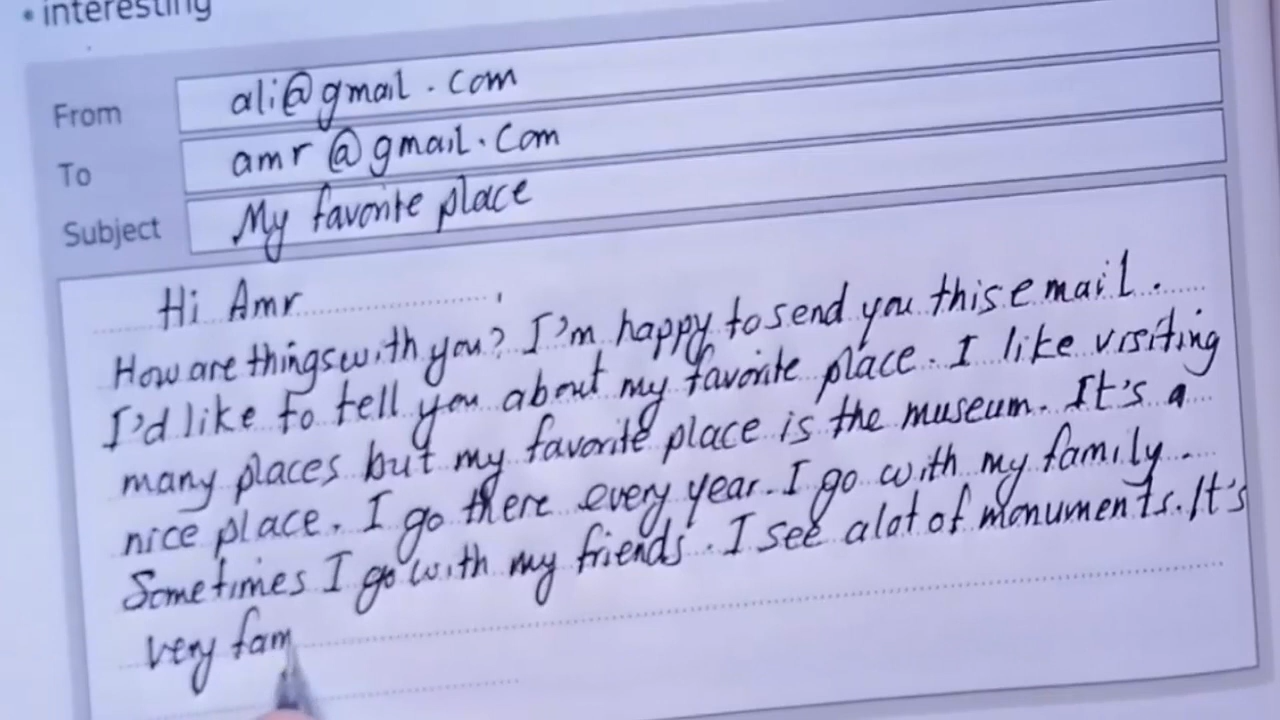 • interesting
From ali@gmail.com
To amr@gmail.com
Subject My favorite place
Hi Amr ,
How are things with you? I'm happy to send you this email.
I'd like to tell you about my favorite place. I like visiting
many places but my favorite place is the museum. It's a
nice place. I go there every year. I go with my family.
Sometimes I go with my friends. I see a lot of monuments. It's
very fam